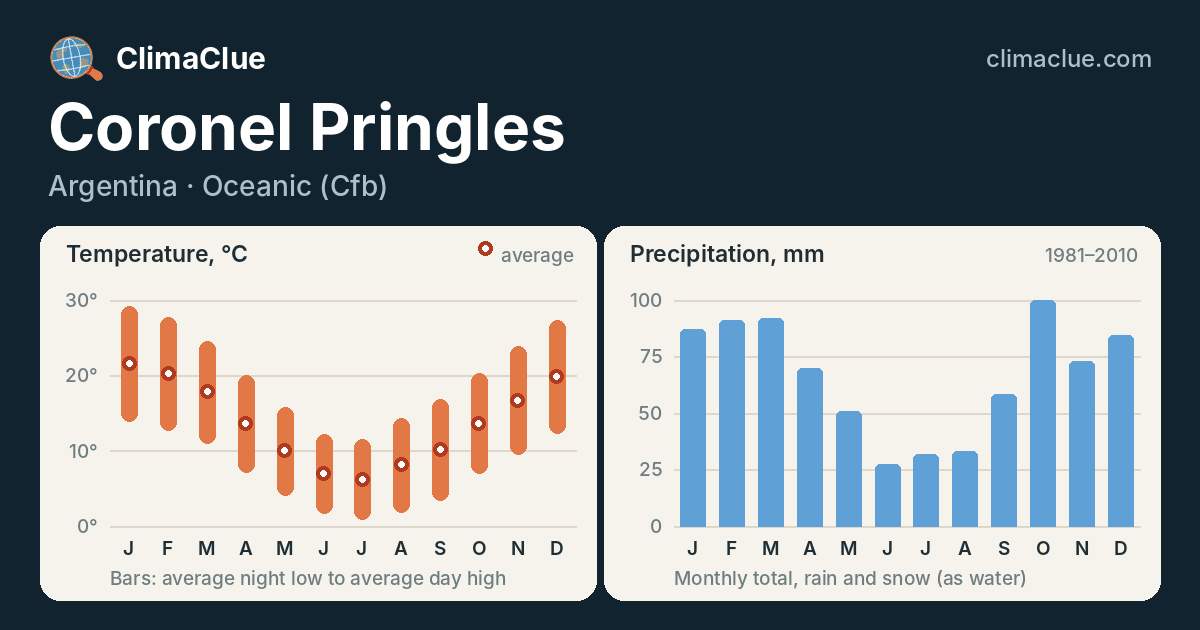 ClimaClue
climaclue.com
Coronel Pringles
Argentina · Oceanic (Cfb)
Temperature, °C
average
30°
20°
10°
0°
J F M A M J J A S O N D
Bars: average night low to average day high
Precipitation, mm
1981–2010
100
75
50
25
0
J F M A M J J A S O N D
Monthly total, rain and snow (as water)